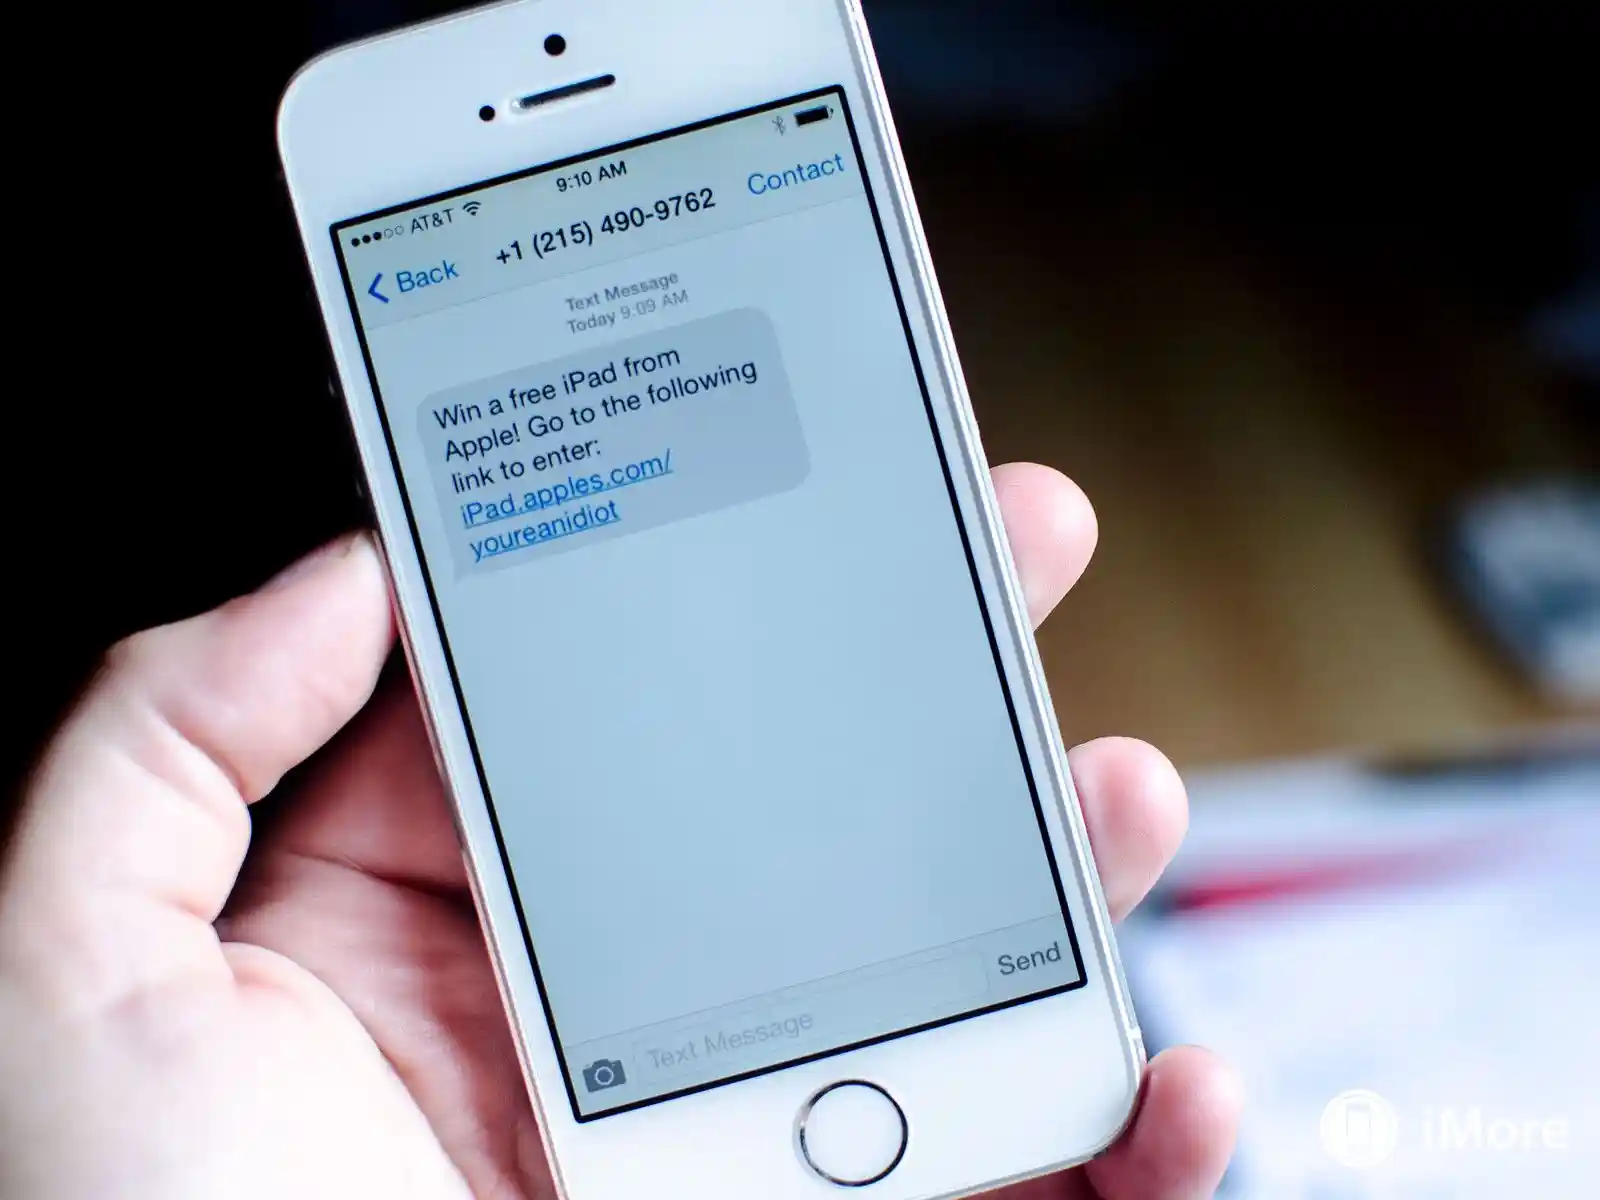 9:10 AM
AT&T
Back
+1 (215) 490-9762
Contact
Text Message
Today 9:09 AM
Win a free iPad from
Apple! Go to the following
link to enter:
iPad.apples.com/
youreanidiot
Text Message
Send
iMore